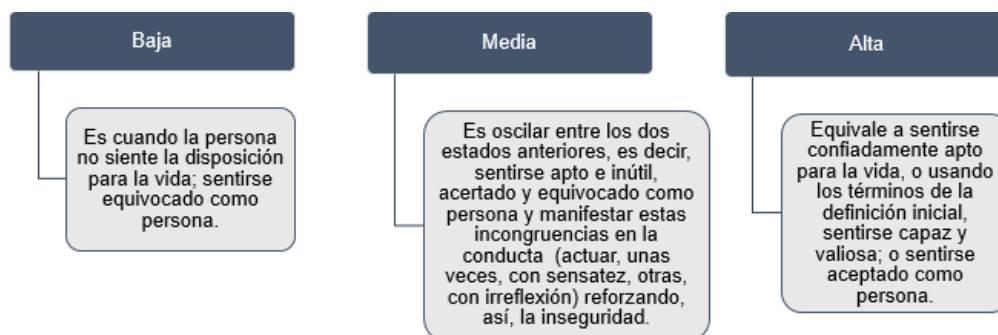 Baja
Es cuando la persona
no siente la disposición
para la vida; sentirse
equivocado como
persona.
Media
Es oscilar entre los dos
estados anteriores, es decir,
sentirse apto e inútil,
acertado y equivocado como
persona y manifestar estas
incongruencias en la
conducta (actuar, unas
veces, con sensatez, otras,
con irreflexión) reforzando,
así, la inseguridad.
Alta
Equivale a sentirse
confiadamente apto
para la vida, o usando
los términos de la
definición inicial,
sentirse capaz y
valiosa; o sentirse
aceptado como
persona.